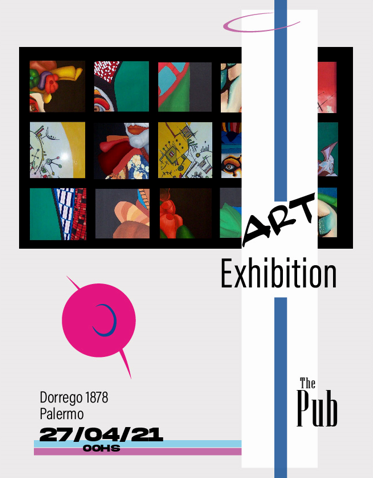 ART
Exhibition
The
Pub
Dorrego 1878
Palermo
27/04/21
00HS